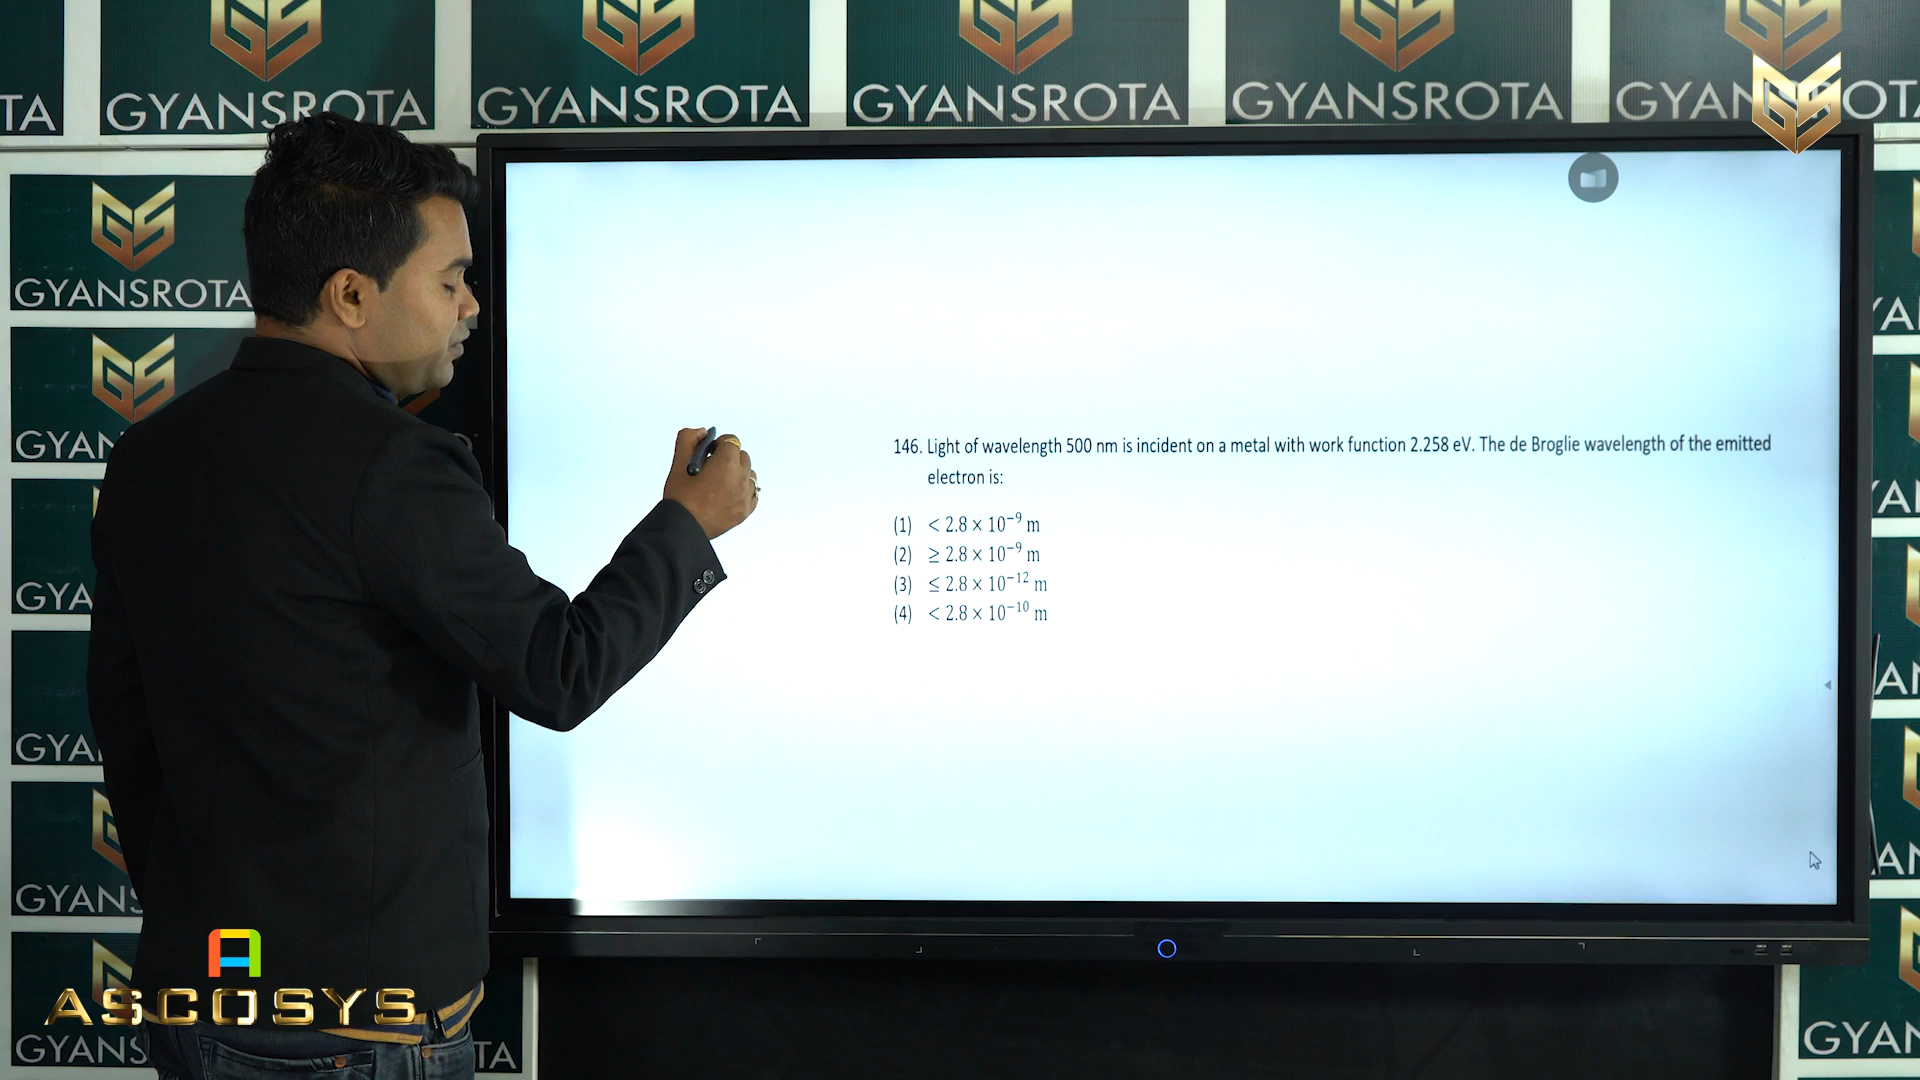 GYANSROTA
GYANSROTA
GYANSROTA
GYANSROTA
GYANSROTA
146. Light of wavelength 500 nm is incident on a metal with work function 2.258 eV. The de Broglie wavelength of the emitted
electron is:
(1) < 2.8 × 10⁻⁹ m
(2) ≥ 2.8 × 10⁻⁹ m
(3) ≤ 2.8 × 10⁻¹² m
(4) < 2.8 × 10⁻¹⁰ m
ASCOSYS